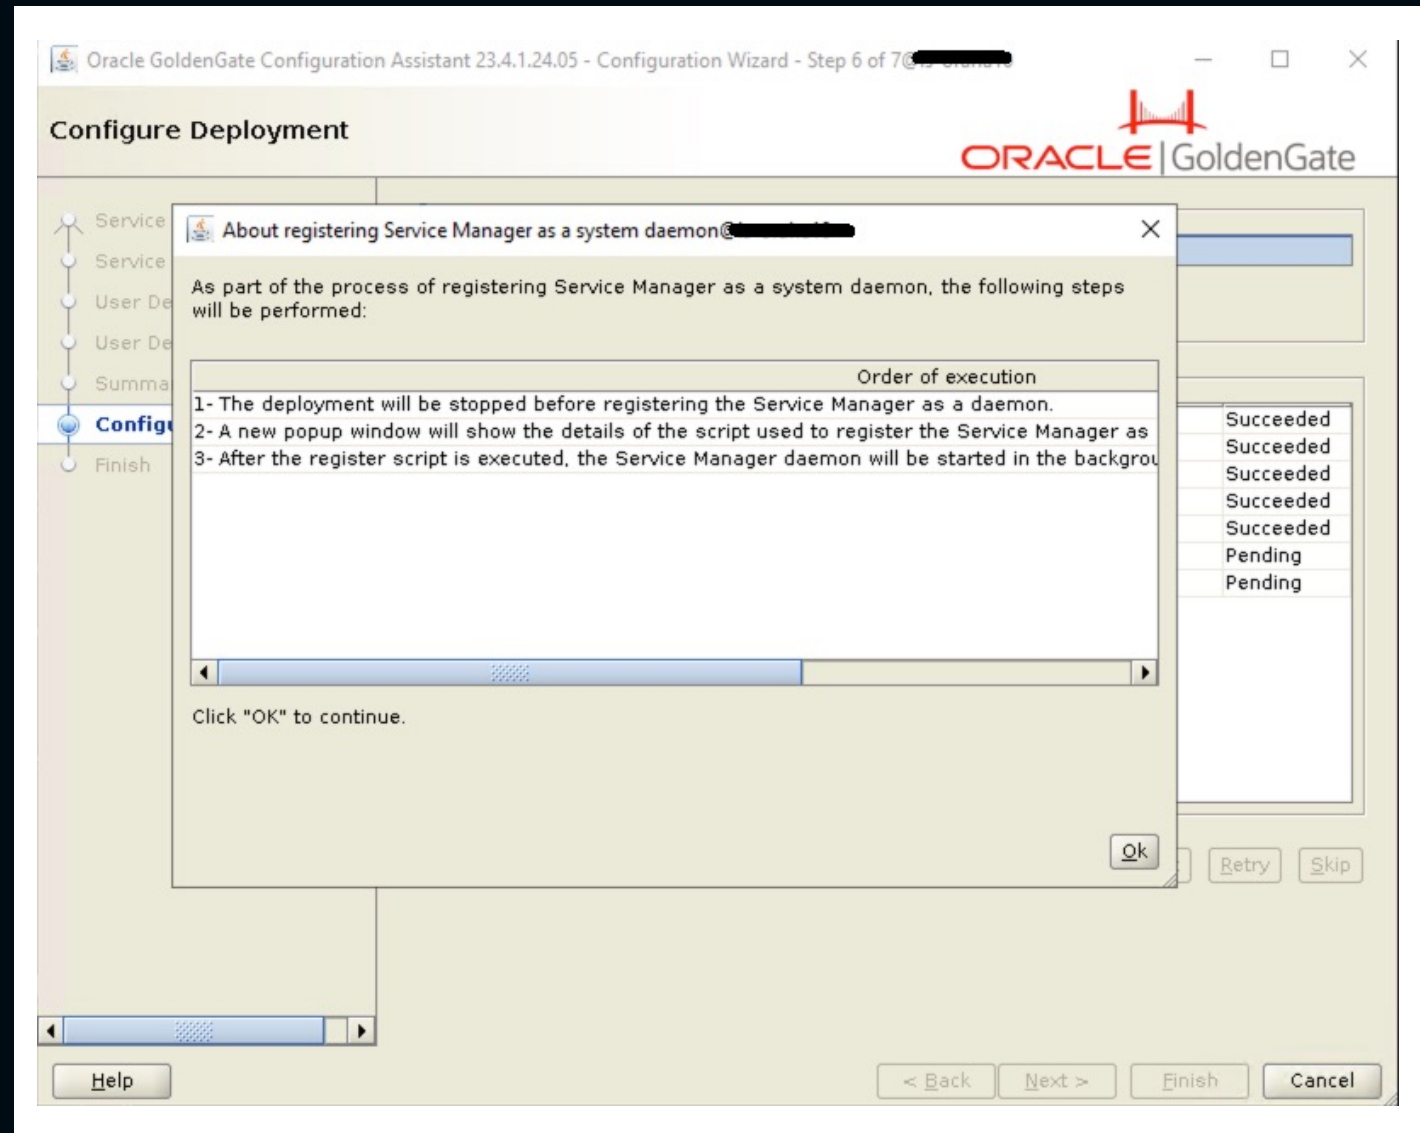 Oracle GoldenGate Configuration Assistant 23.4.1.24.05 - Configuration Wizard - Step 6 of 7@
Configure Deployment
ORACLE | GoldenGate
Service
Service
User De
User De
Summa
Configu
Finish
About registering Service Manager as a system daemon@
As part of the process of registering Service Manager as a system daemon, the following steps
will be performed:
Order of execution
1- The deployment will be stopped before registering the Service Manager as a daemon.
2- A new popup window will show the details of the script used to register the Service Manager as
3- After the register script is executed, the Service Manager daemon will be started in the backgrou
Click "OK" to continue.
Ok
Succeeded
Succeeded
Succeeded
Succeeded
Succeeded
Pending
Pending
Retry Skip
Help < Back Next > Finish Cancel